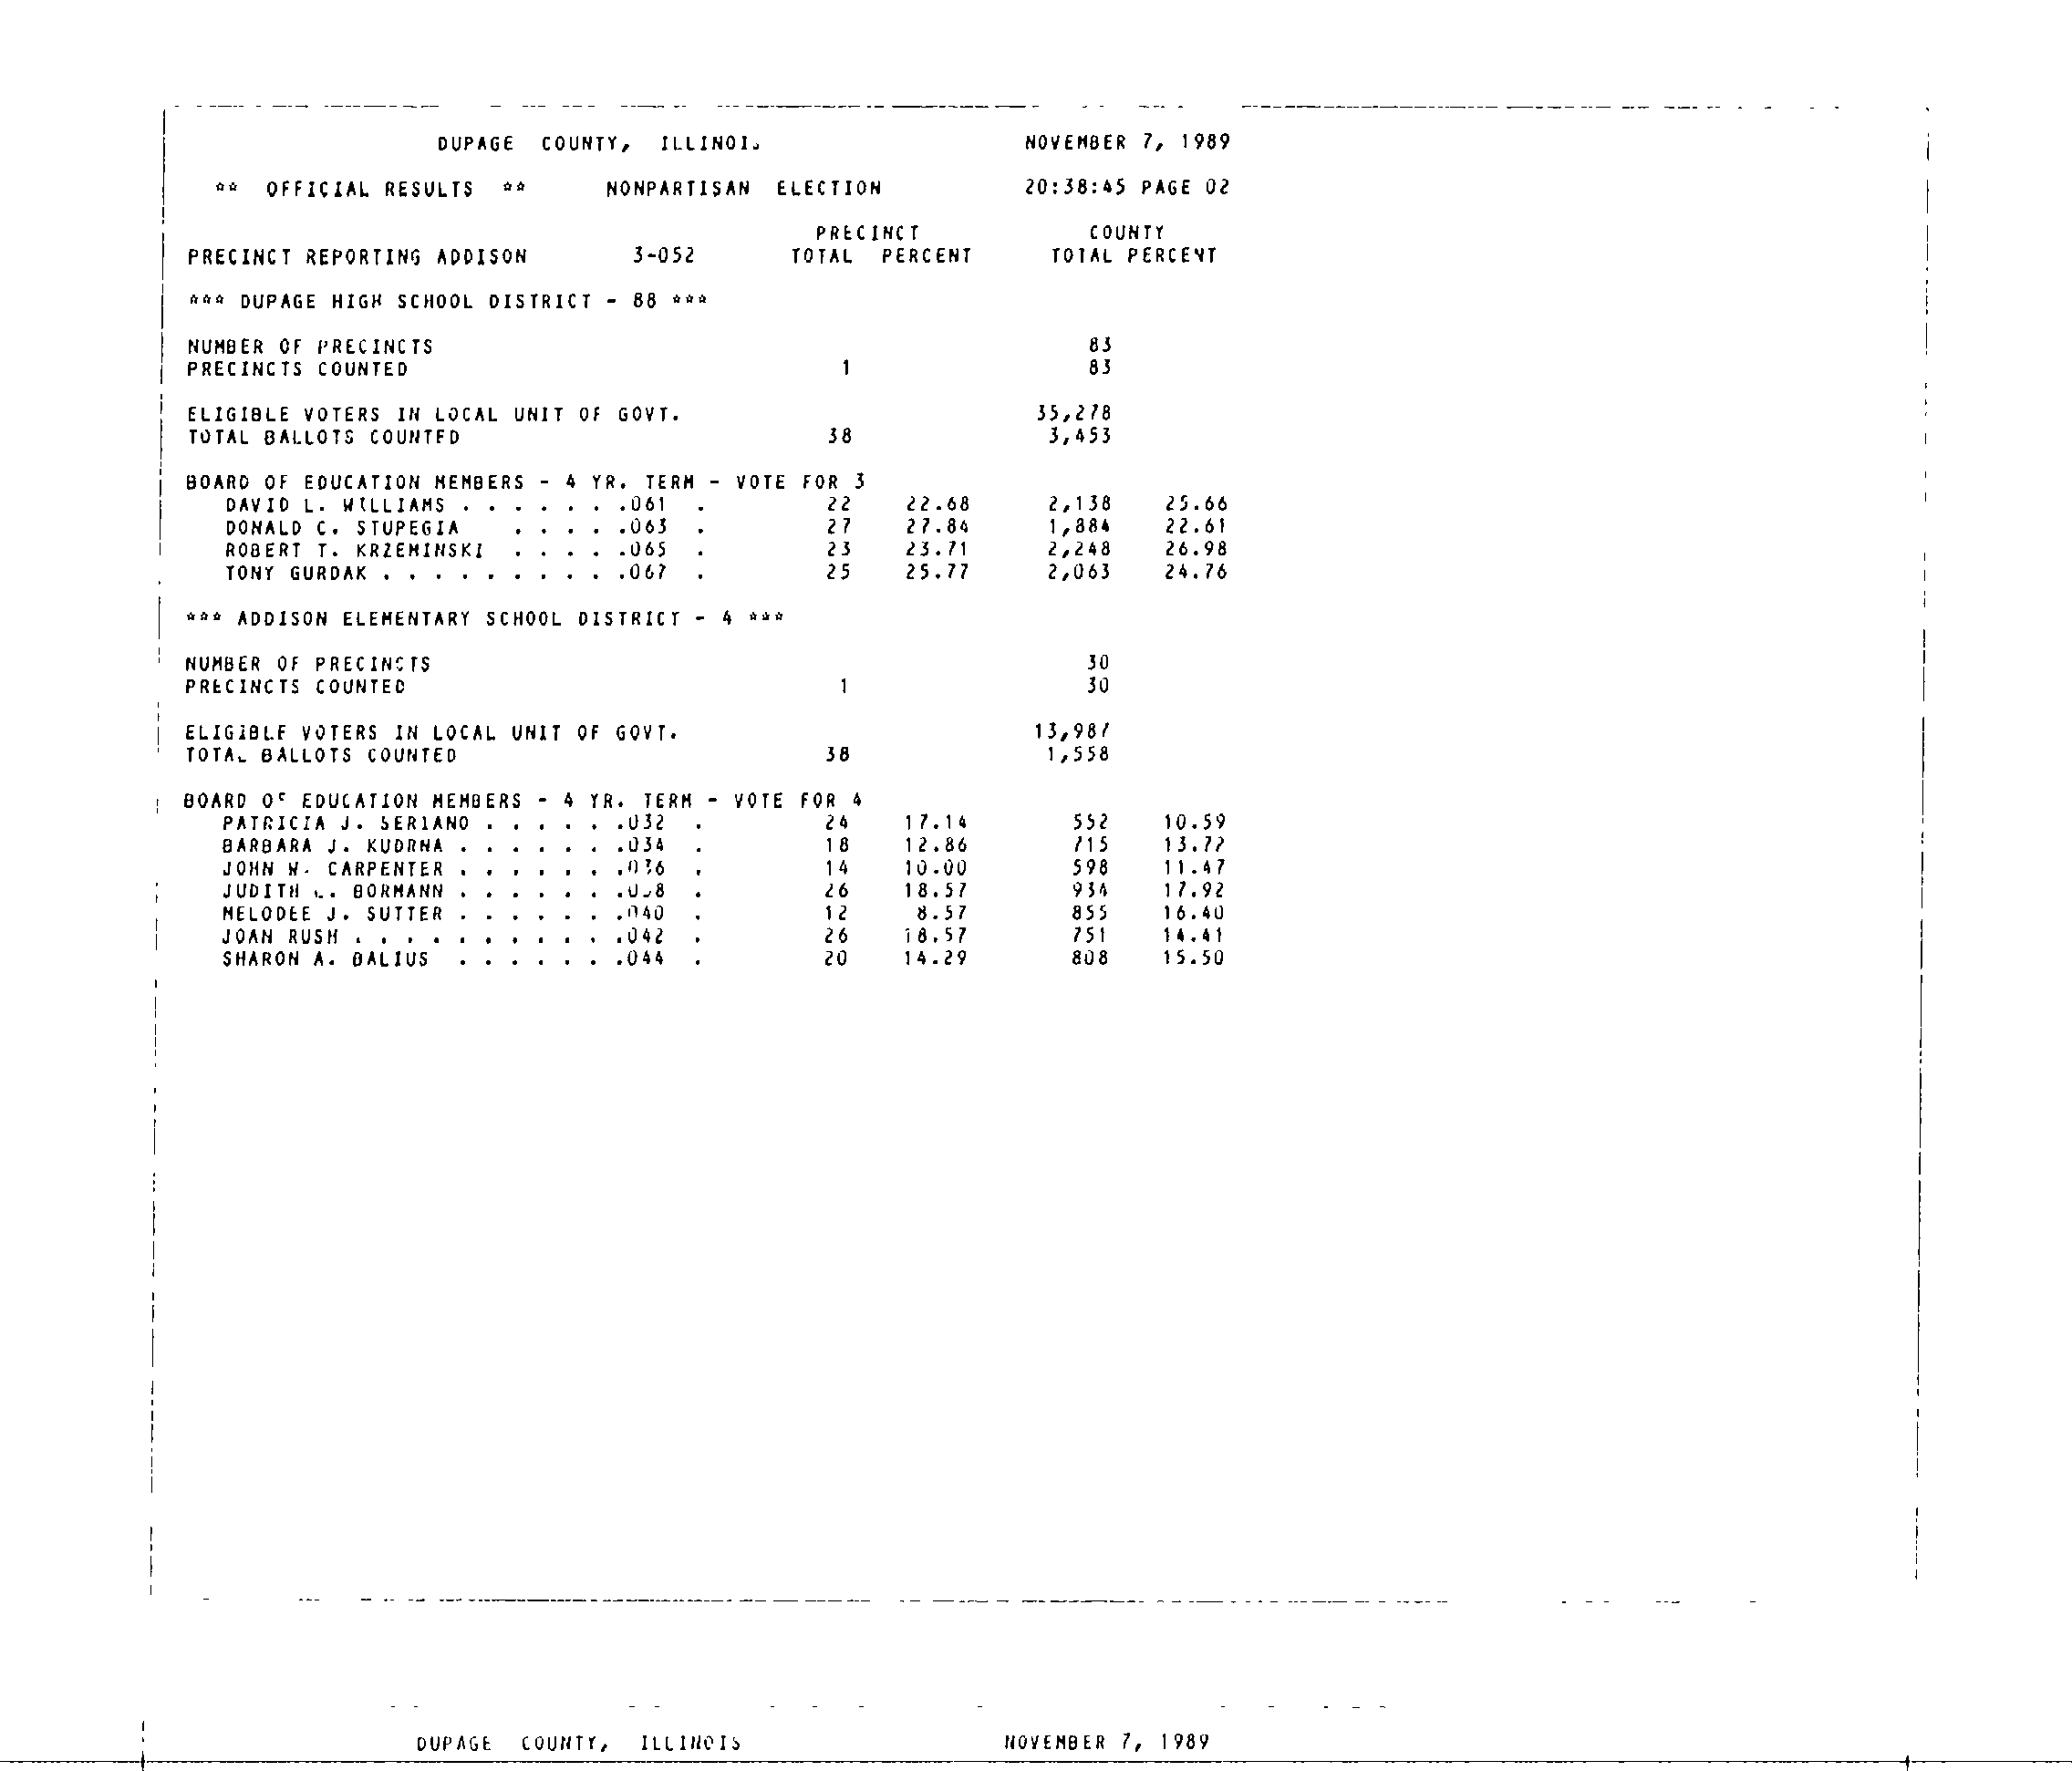 DUPAGE COUNTY, ILLINOIS NOVEMBER 7, 1989
** OFFICIAL RESULTS ** NONPARTISAN ELECTION 20:38:45 PAGE 02
PRECINCT COUNTY
PRECINCT REPORTING ADDISON 3-052 TOTAL PERCENT TOTAL PERCENT
*** DUPAGE HIGH SCHOOL DISTRICT - 88 ***
NUMBER OF PRECINCTS 83
PRECINCTS COUNTED 1 83
ELIGIBLE VOTERS IN LOCAL UNIT OF GOVT. 35,278
TOTAL BALLOTS COUNTED 38 3,453
BOARD OF EDUCATION MEMBERS - 4 YR. TERM - VOTE FOR 3
DAVID L. WILLIAMS . . . . . . .061 . 22 22.68 2,138 25.66
DONALD C. STUPEGIA . . . . .063 . 27 27.84 1,884 22.61
ROBERT T. KRZEMINSKI . . . . .065 . 23 23.71 2,248 26.98
TONY GURDAK . . . . . . . . . .067 . 25 25.77 2,063 24.76
*** ADDISON ELEMENTARY SCHOOL DISTRICT - 4 ***
NUMBER OF PRECINCTS 30
PRECINCTS COUNTED 1 30
ELIGIBLE VOTERS IN LOCAL UNIT OF GOVT. 13,987
TOTAL BALLOTS COUNTED 38 1,558
BOARD OF EDUCATION MEMBERS - 4 YR. TERM - VOTE FOR 4
PATRICIA J. SERIANO . . . . . .032 . 24 17.14 552 10.59
BARBARA J. KUDRNA . . . . . . .034 . 18 12.86 715 13.72
JOHN W. CARPENTER . . . . . . .036 . 14 10.00 598 11.47
JUDITH . BORMANN . . . . . . .038 . 26 18.57 934 17.92
MELODEE J. SUTTER . . . . . . .040 . 12 8.57 855 16.40
JOAN RUSH . . . . . . . . . . .042 . 26 18.57 751 14.41
SHARON A. BALIUS . . . . . . .044 . 20 14.29 808 15.50
DUPAGE COUNTY, ILLINOIS NOVEMBER 7, 1989